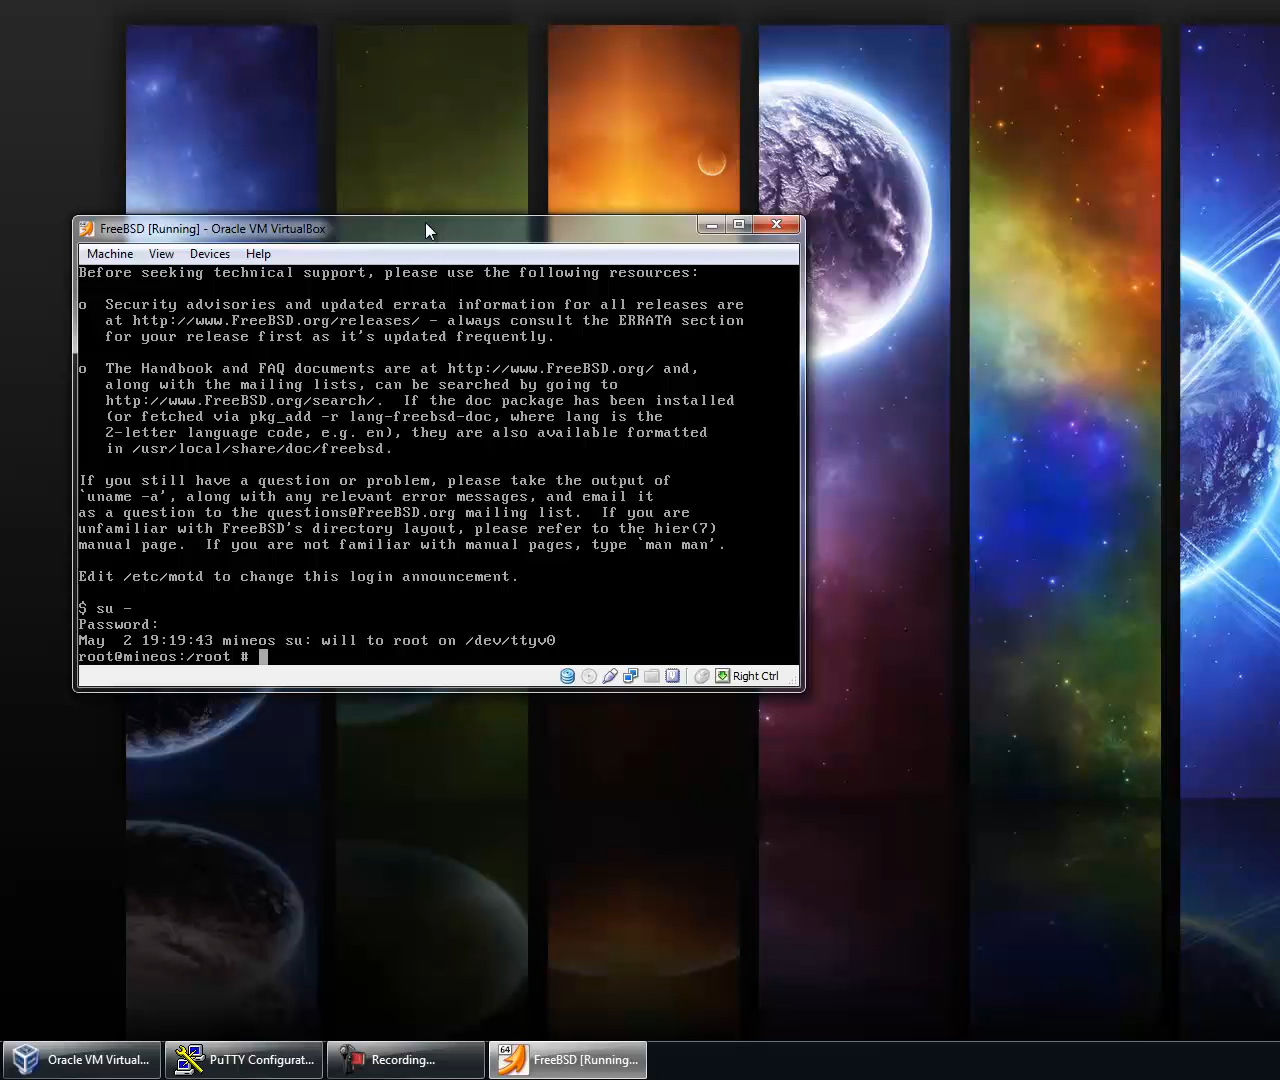 FreeBSD [Running] - Oracle VM VirtualBox
Machine View Devices Help
Before seeking technical support, please use the following resources:
o Security advisories and updated errata information for all releases are
at http://www.FreeBSD.org/releases/ - always consult the ERRATA section
for your release first as it's updated frequently.
o The Handbook and FAQ documents are at http://www.FreeBSD.org/ and,
along with the mailing lists, can be searched by going to
http://www.FreeBSD.org/search/. If the doc package has been installed
(or fetched via pkg_add -r lang-freebsd-doc, where lang is the
2-letter language code, e.g. en), they are also available formatted
in /usr/local/share/doc/freebsd.
If you still have a question or problem, please take the output of
`uname -a', along with any relevant error messages, and email it
as a question to the questions@FreeBSD.org mailing list. If you are
unfamiliar with FreeBSD's directory layout, please refer to the hier(7)
manual page. If you are not familiar with manual pages, type `man man'.
Edit /etc/motd to change this login announcement.
$ su -
Password:
May 2 19:19:43 mineos su: will to root on /dev/ttyv0
root@mineos:/root #
Right Ctrl
Oracle VM Virtual...
PuTTY Configurat...
Recording...
64
FreeBSD [Running...